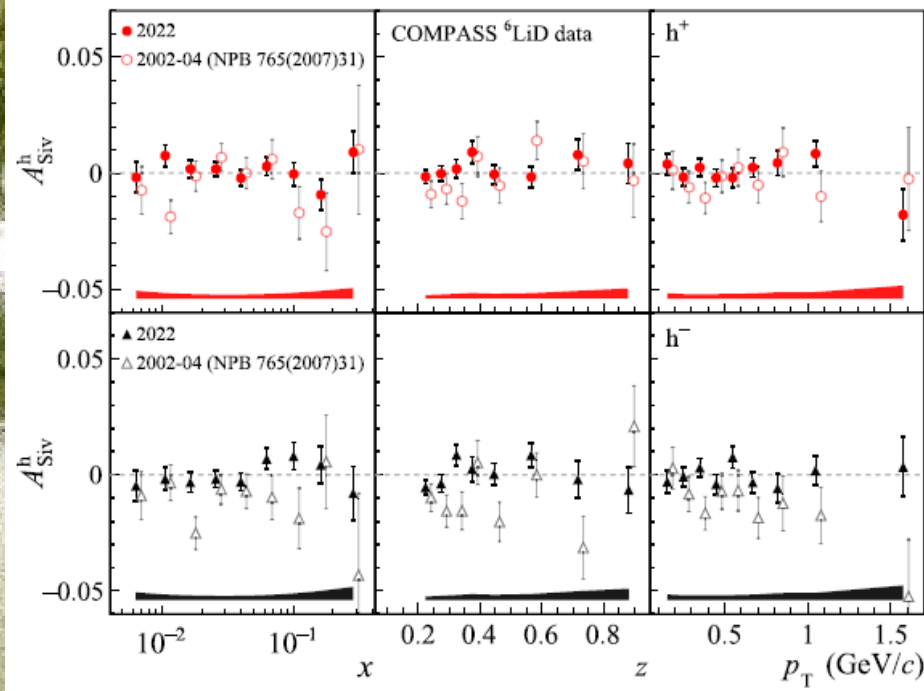 2022
2002-04 (NPB 765(2007)31)
COMPASS ⁶LiD data
h⁺
0.05
0
−0.05
Aʰ_Siv
2022
2002-04 (NPB 765(2007)31)
h⁻
0.05
0
−0.05
Aʰ_Siv
10⁻² 10⁻¹
0.2 0.4 0.6 0.8
0.5 1 1.5
x
z
p_T (GeV/c)